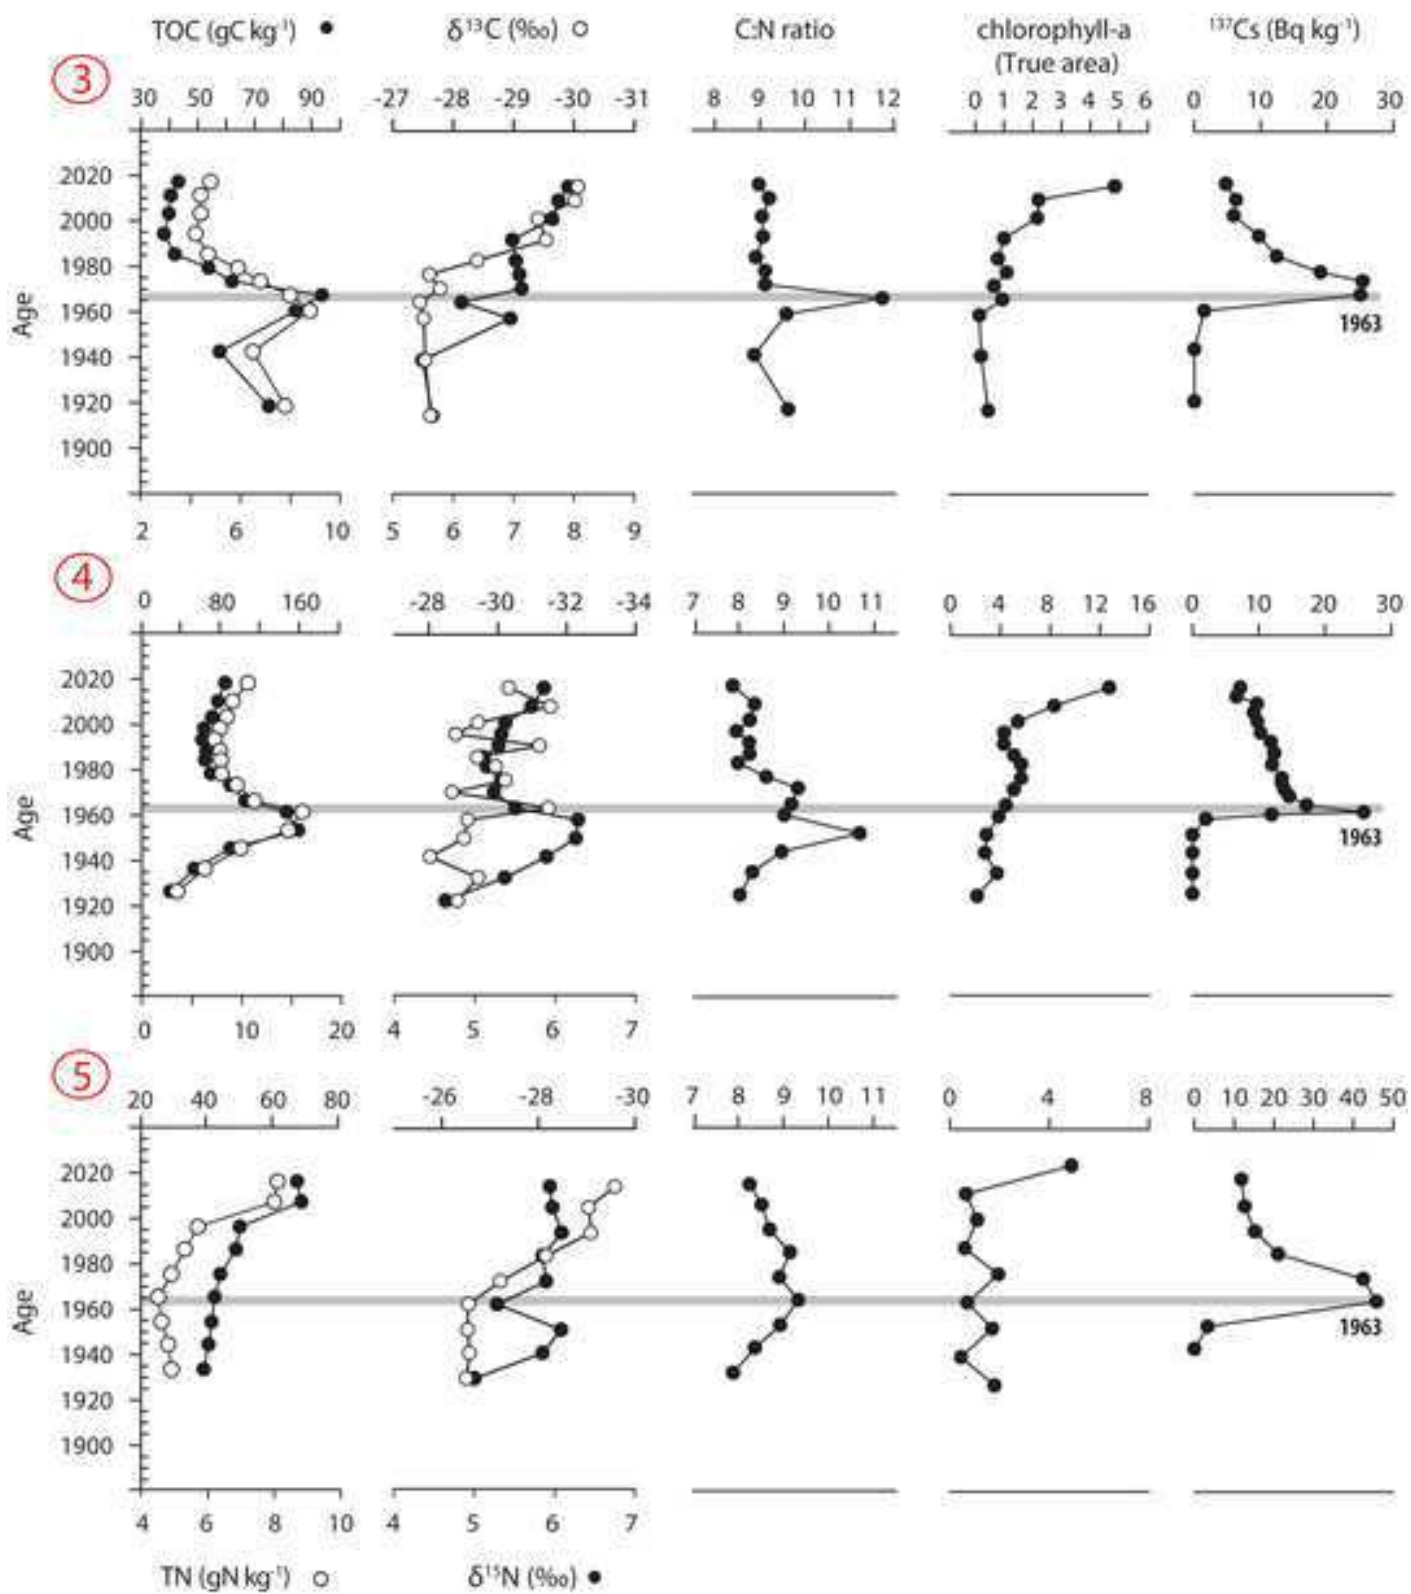 TOC (gC kg⁻¹) ● δ¹³C (‰) ○ C:N ratio chlorophyll-a ¹³⁷Cs (Bq kg⁻¹)
(True area)
3
30 50 70 90 -27 -28 -29 -30 -31 8 9 10 11 12 0 1 2 3 4 5 6 0 10 20 30
2020
2000
1980
1960
1963
1940
1920
1900
Age
2 6 10 5 6 7 8 9
4
0 80 160 -28 -30 -32 -34 7 8 9 10 11 0 4 8 12 16 0 10 20 30
2020
2000
1980
1960
1963
1940
1920
1900
0 10 20 4 5 6 7
5
20 40 60 80 -26 -28 -30 7 8 9 10 11 0 4 8 0 10 20 30 40 50
2020
2000
1980
1960
1963
1940
1920
1900
Age
4 6 8 10 4 5 6 7
TN (gN kg⁻¹) ○ δ¹⁵N (‰) ●